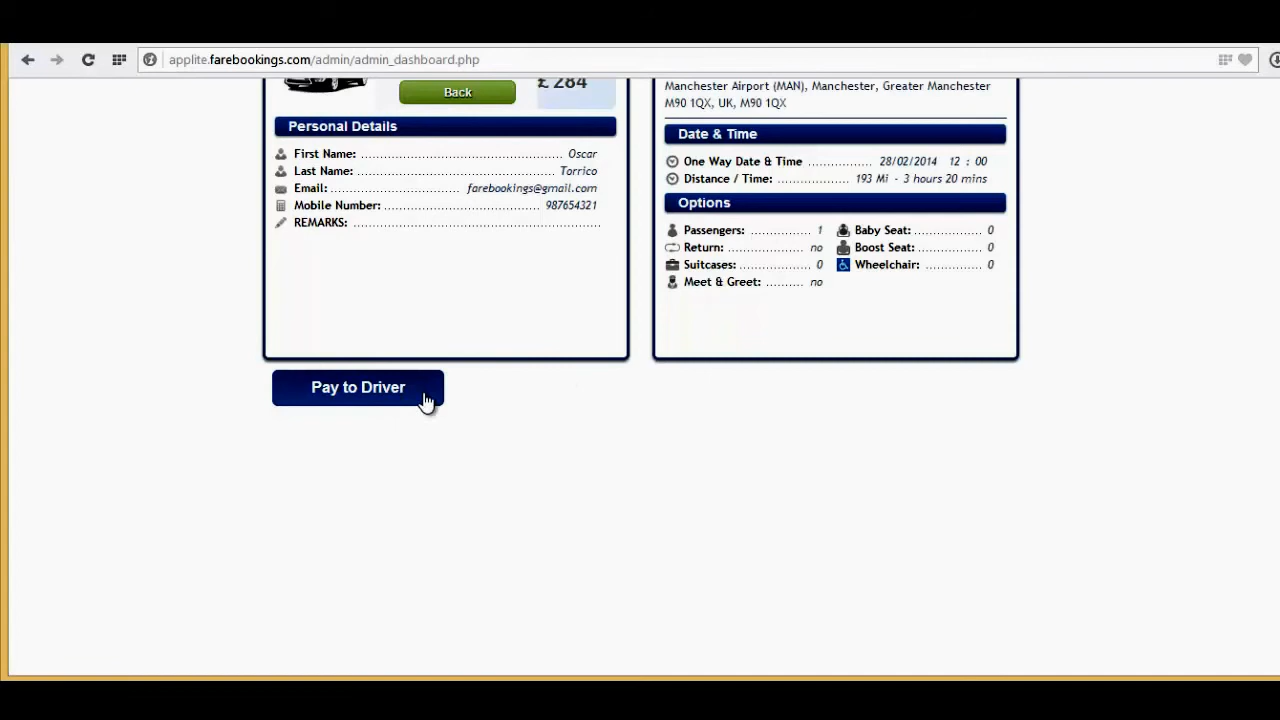 applite.farebookings.com/admin/admin_dashboard.php
£ 284
Back
Personal Details
First Name: Oscar
Last Name: Torrico
Email: farebookings@gmail.com
Mobile Number: 987654321
REMARKS:
Pay to Driver
Manchester Airport (MAN), Manchester, Greater Manchester
M90 1QX, UK, M90 1QX
Date & Time
One Way Date & Time 28/02/2014 12 : 00
Distance / Time: 193 Mi - 3 hours 20 mins
Options
Passengers: 1 Baby Seat: 0
Return: no Boost Seat: 0
Suitcases: 0 Wheelchair: 0
Meet & Greet: no